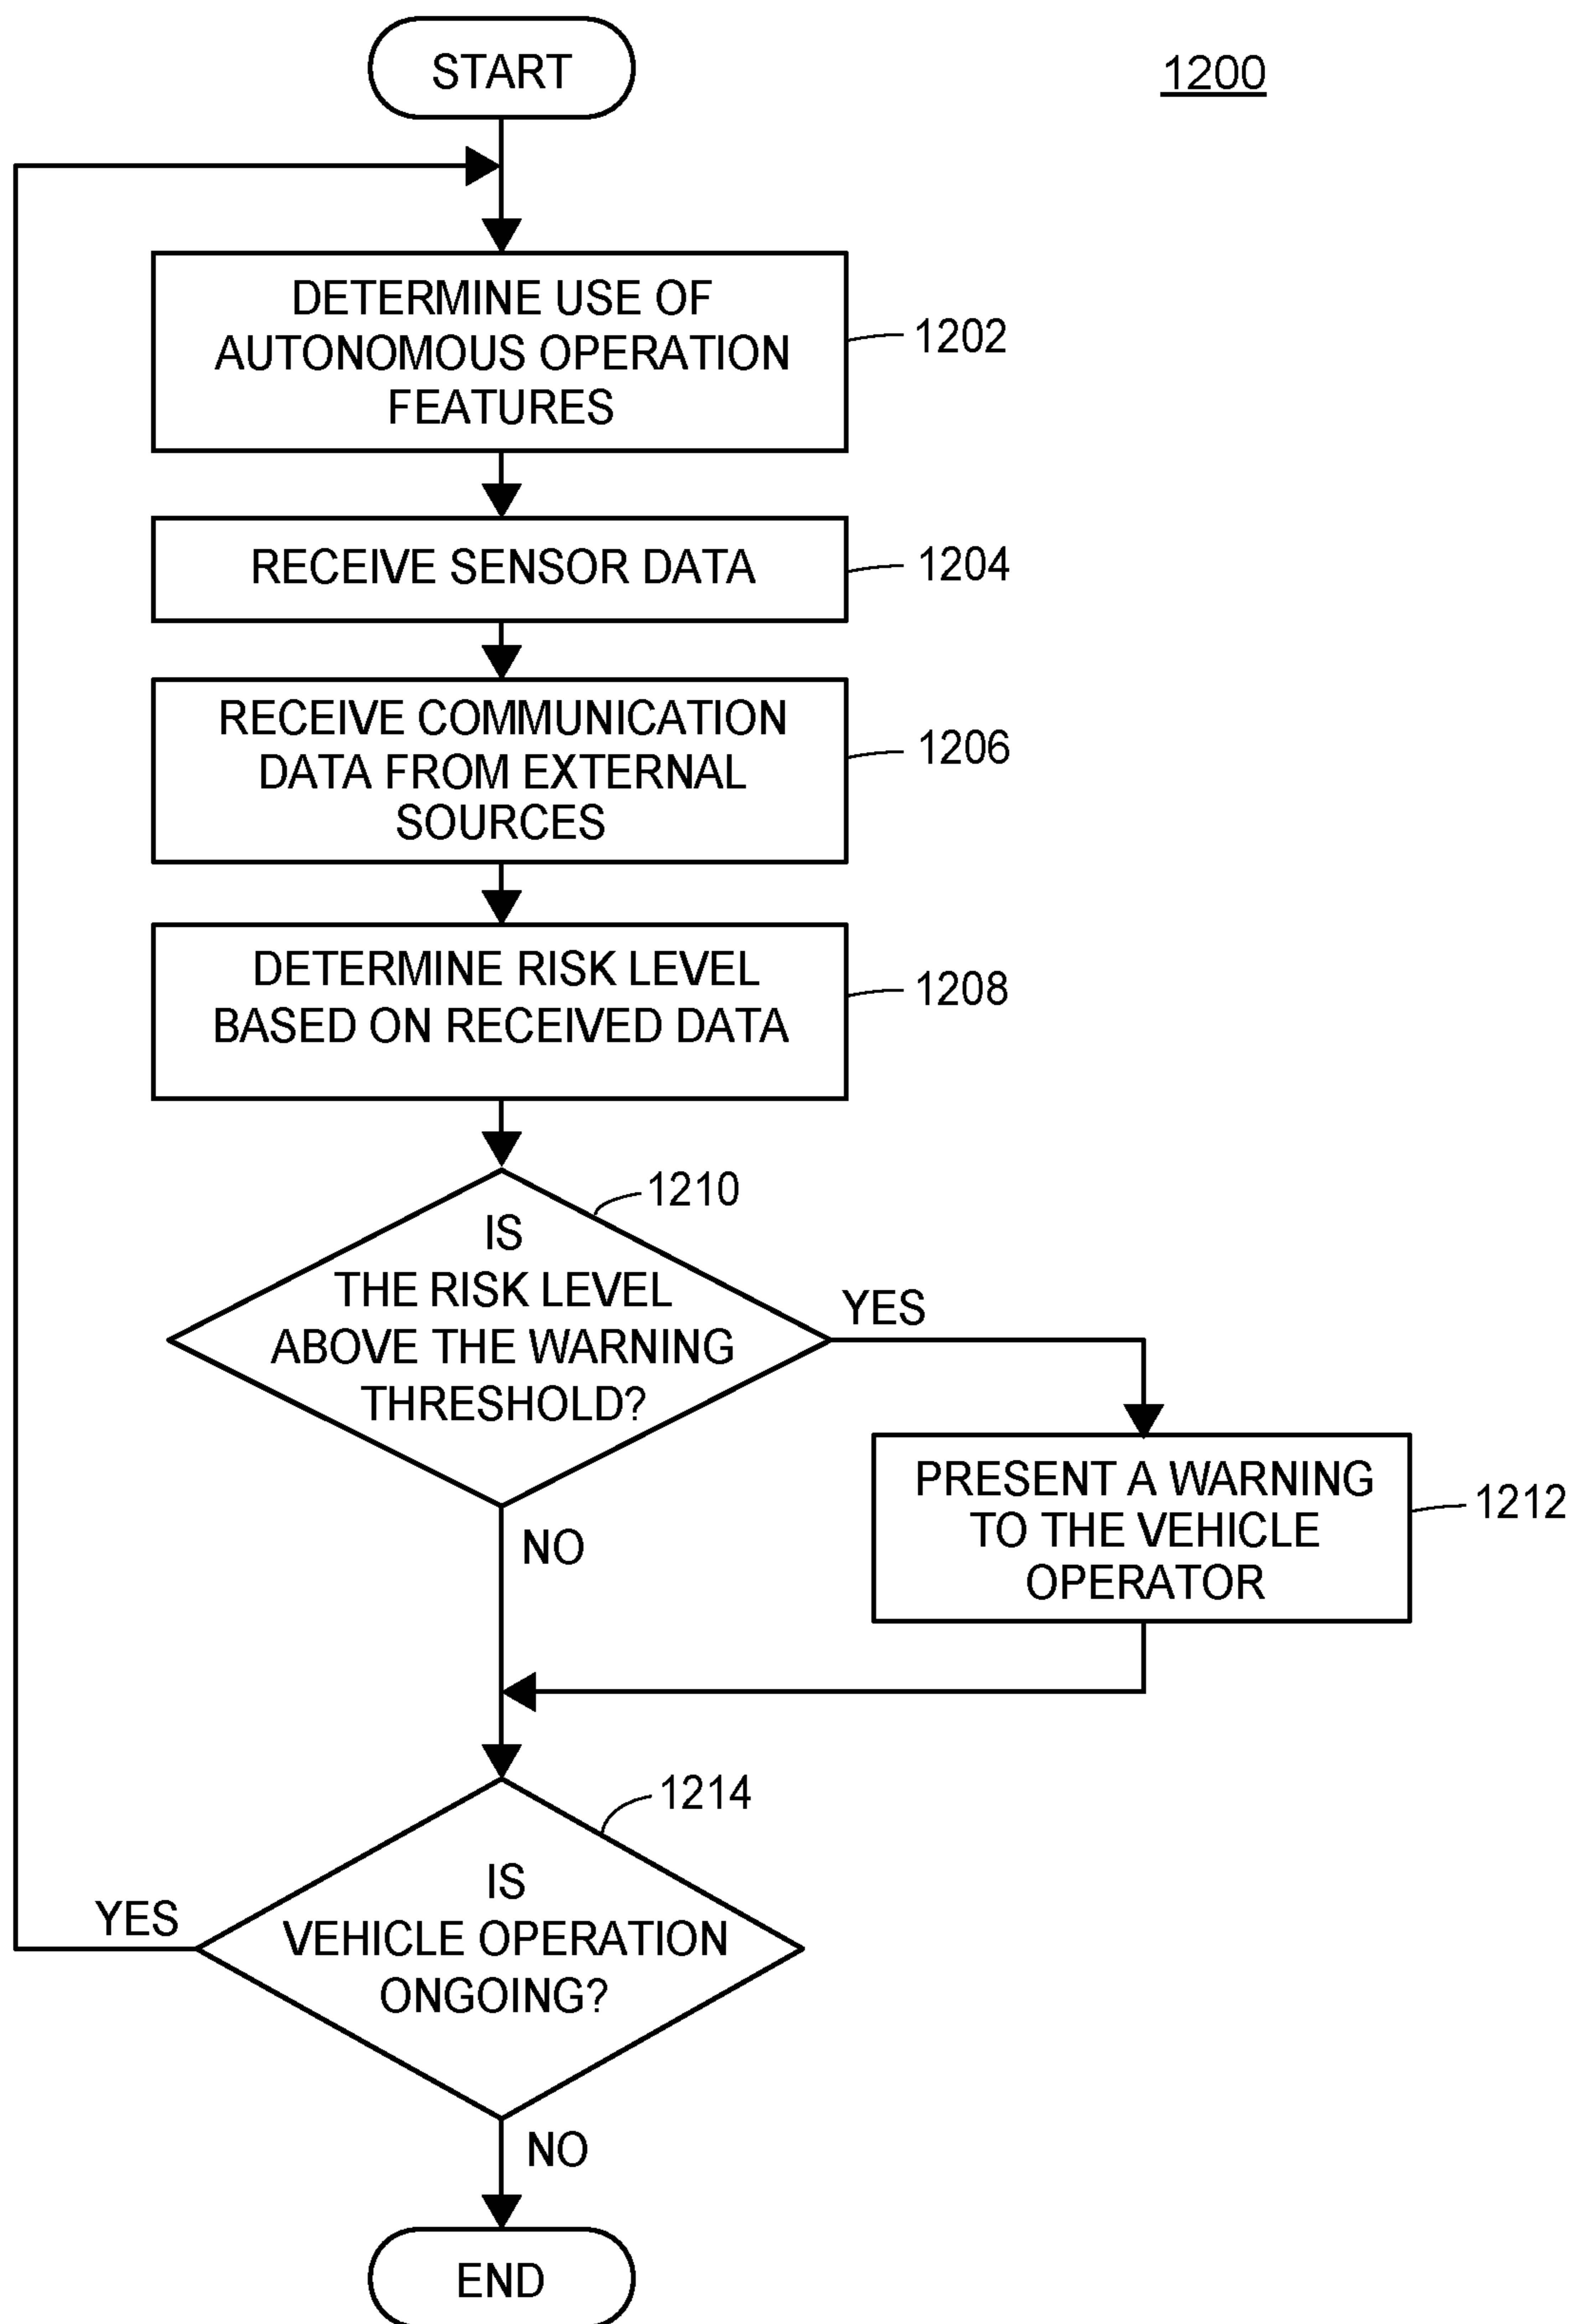 START
1200
DETERMINE USE OF
AUTONOMOUS OPERATION
FEATURES
1202
RECEIVE SENSOR DATA
1204
RECEIVE COMMUNICATION
DATA FROM EXTERNAL
SOURCES
1206
DETERMINE RISK LEVEL
BASED ON RECEIVED DATA
1208
1210
IS
THE RISK LEVEL
ABOVE THE WARNING
THRESHOLD?
YES
NO
PRESENT A WARNING
TO THE VEHICLE
OPERATOR
1212
1214
IS
VEHICLE OPERATION
ONGOING?
YES
NO
END